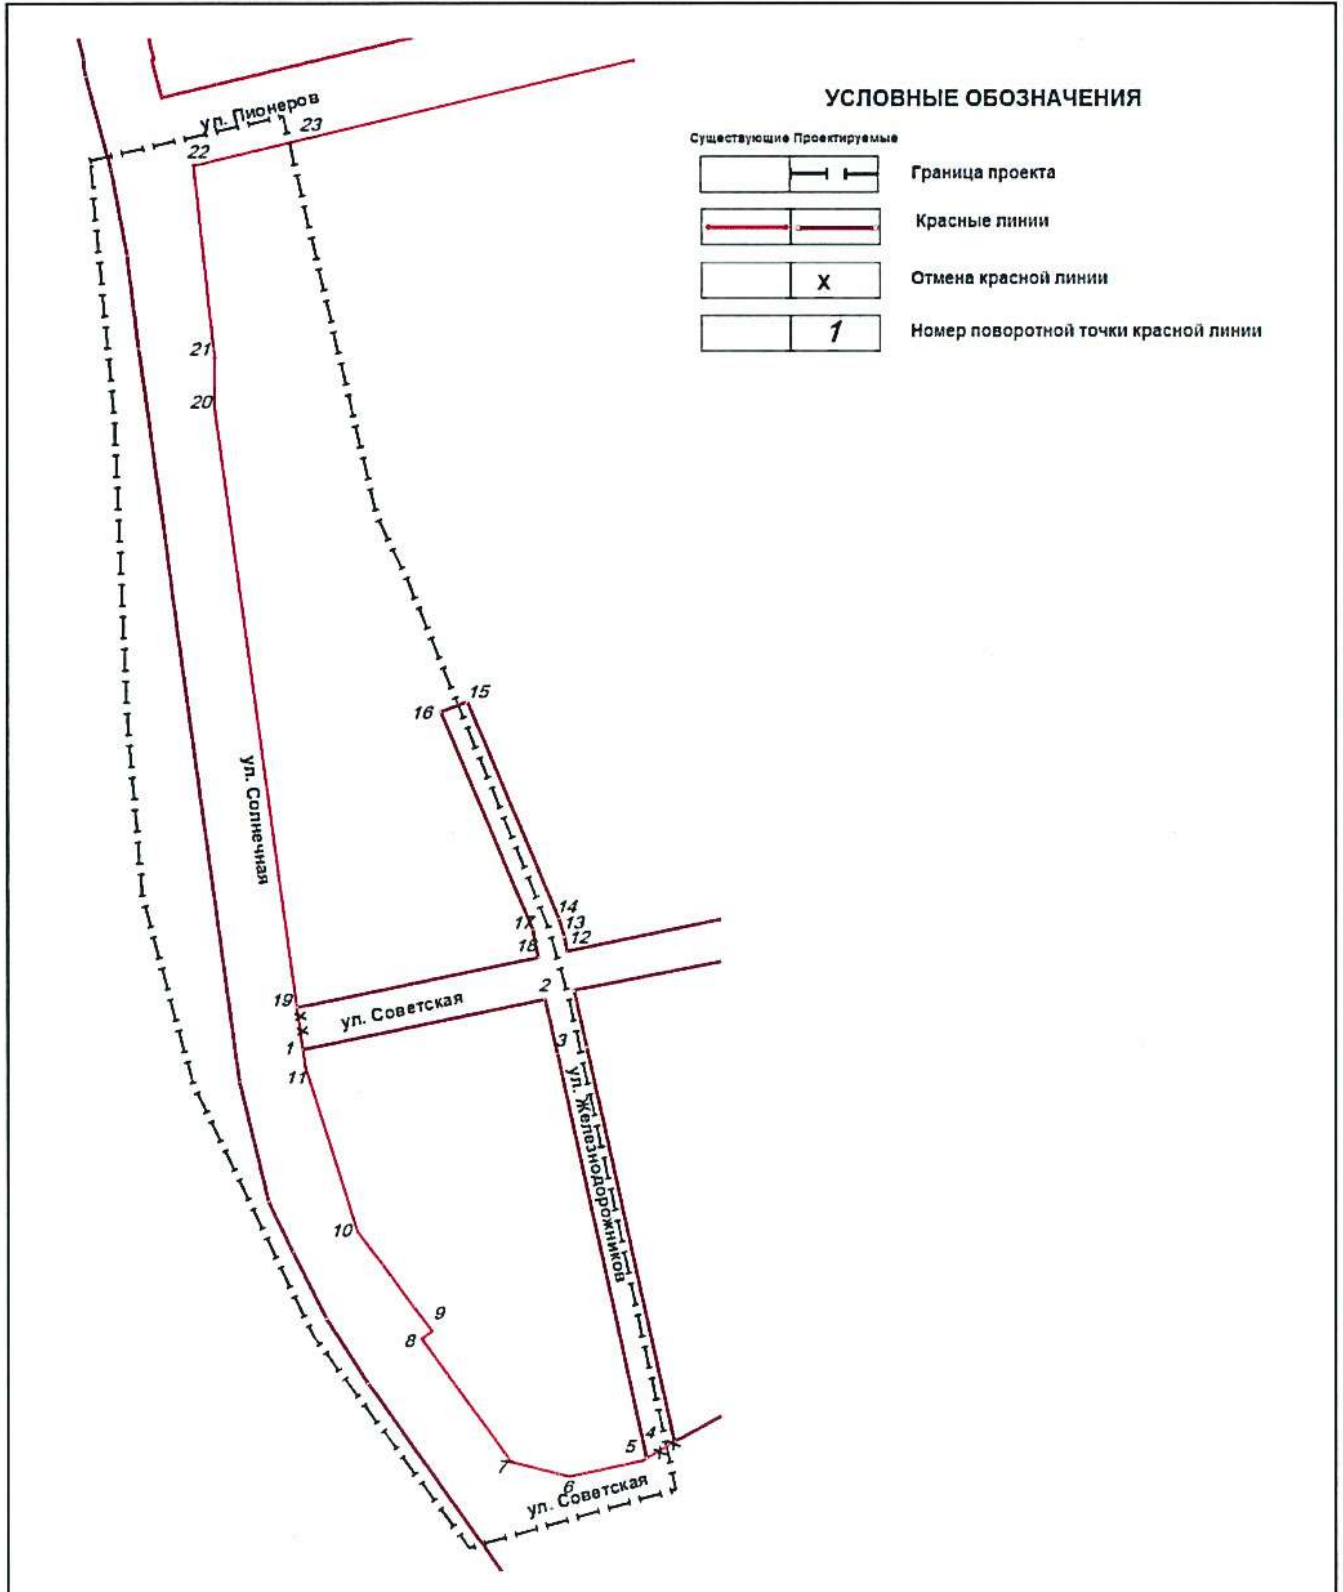 УСЛОВНЫЕ ОБОЗНАЧЕНИЯ
Существующие Проектируемые
Граница проекта
Красные линии
х Отмена красной линии
1 Номер поворотной точки красной линии
ул. Пионеров
23
22
21
20
15
16
ул. Солнечная
14
17 13
18 12
2
19
ул. Советская
3
1
11
ул. Железнодорожников
10
9
8
4
5
7
6
ул. Советская